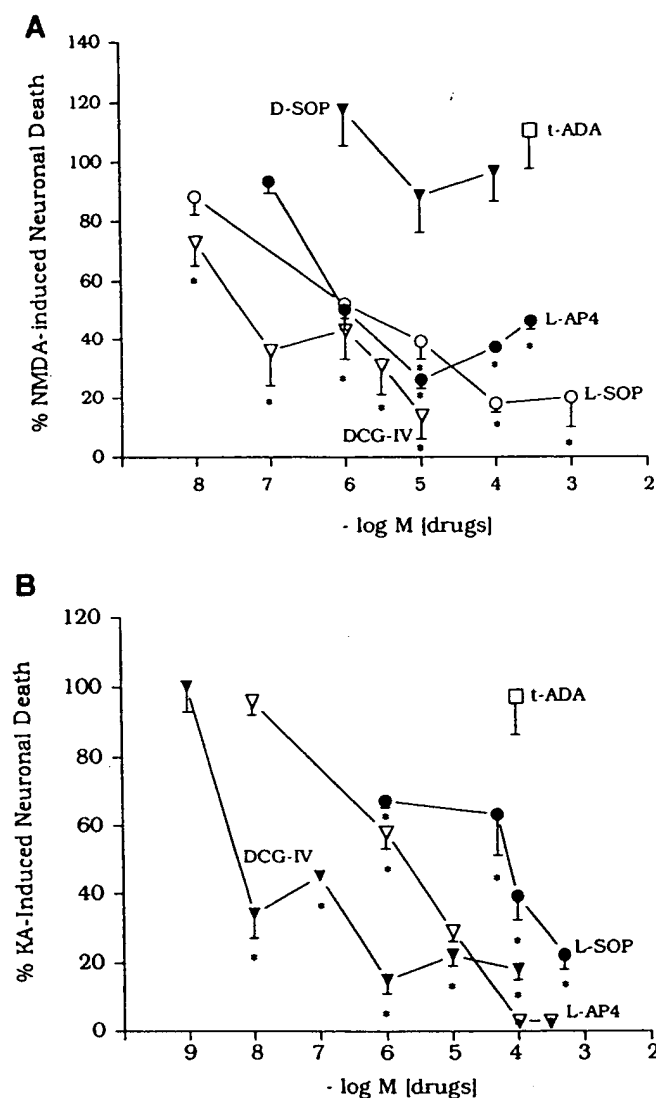 A
% NMDA-induced Neuronal Death
140
120
100
80
60
40
20
0
D-SOP
t-ADA
L-AP4
L-SOP
DCG-IV
* * * * * * * * * * *
8 7 6 5 4 3 2
- log M [drugs]
B
% KA-Induced Neuronal Death
120
100
80
60
40
20
0
t-ADA
DCG-IV
L-SOP
L-AP4
9 8 7 6 5 4 3 2
- log M [drugs]